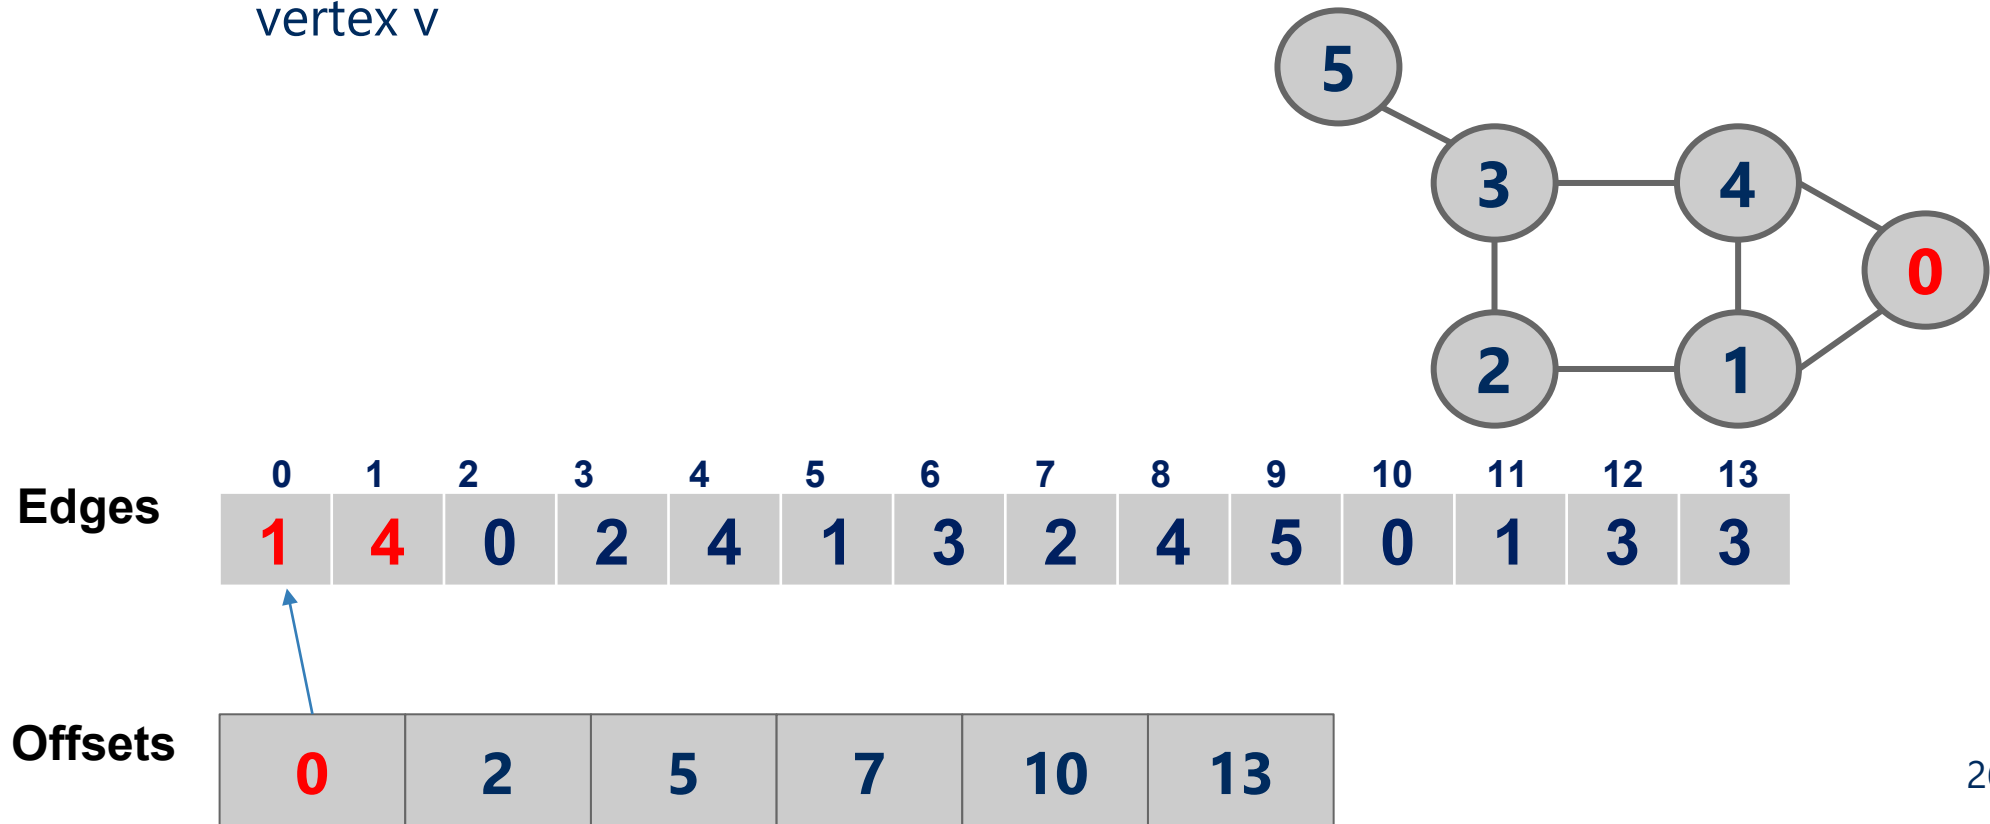 vertex v
5
3 4
0
2 1
0 1 2 3 4 5 6 7 8 9 10 11 12 13
Edges 1 4 0 2 4 1 3 2 4 5 0 1 3 3
Offsets 0 2 5 7 10 13